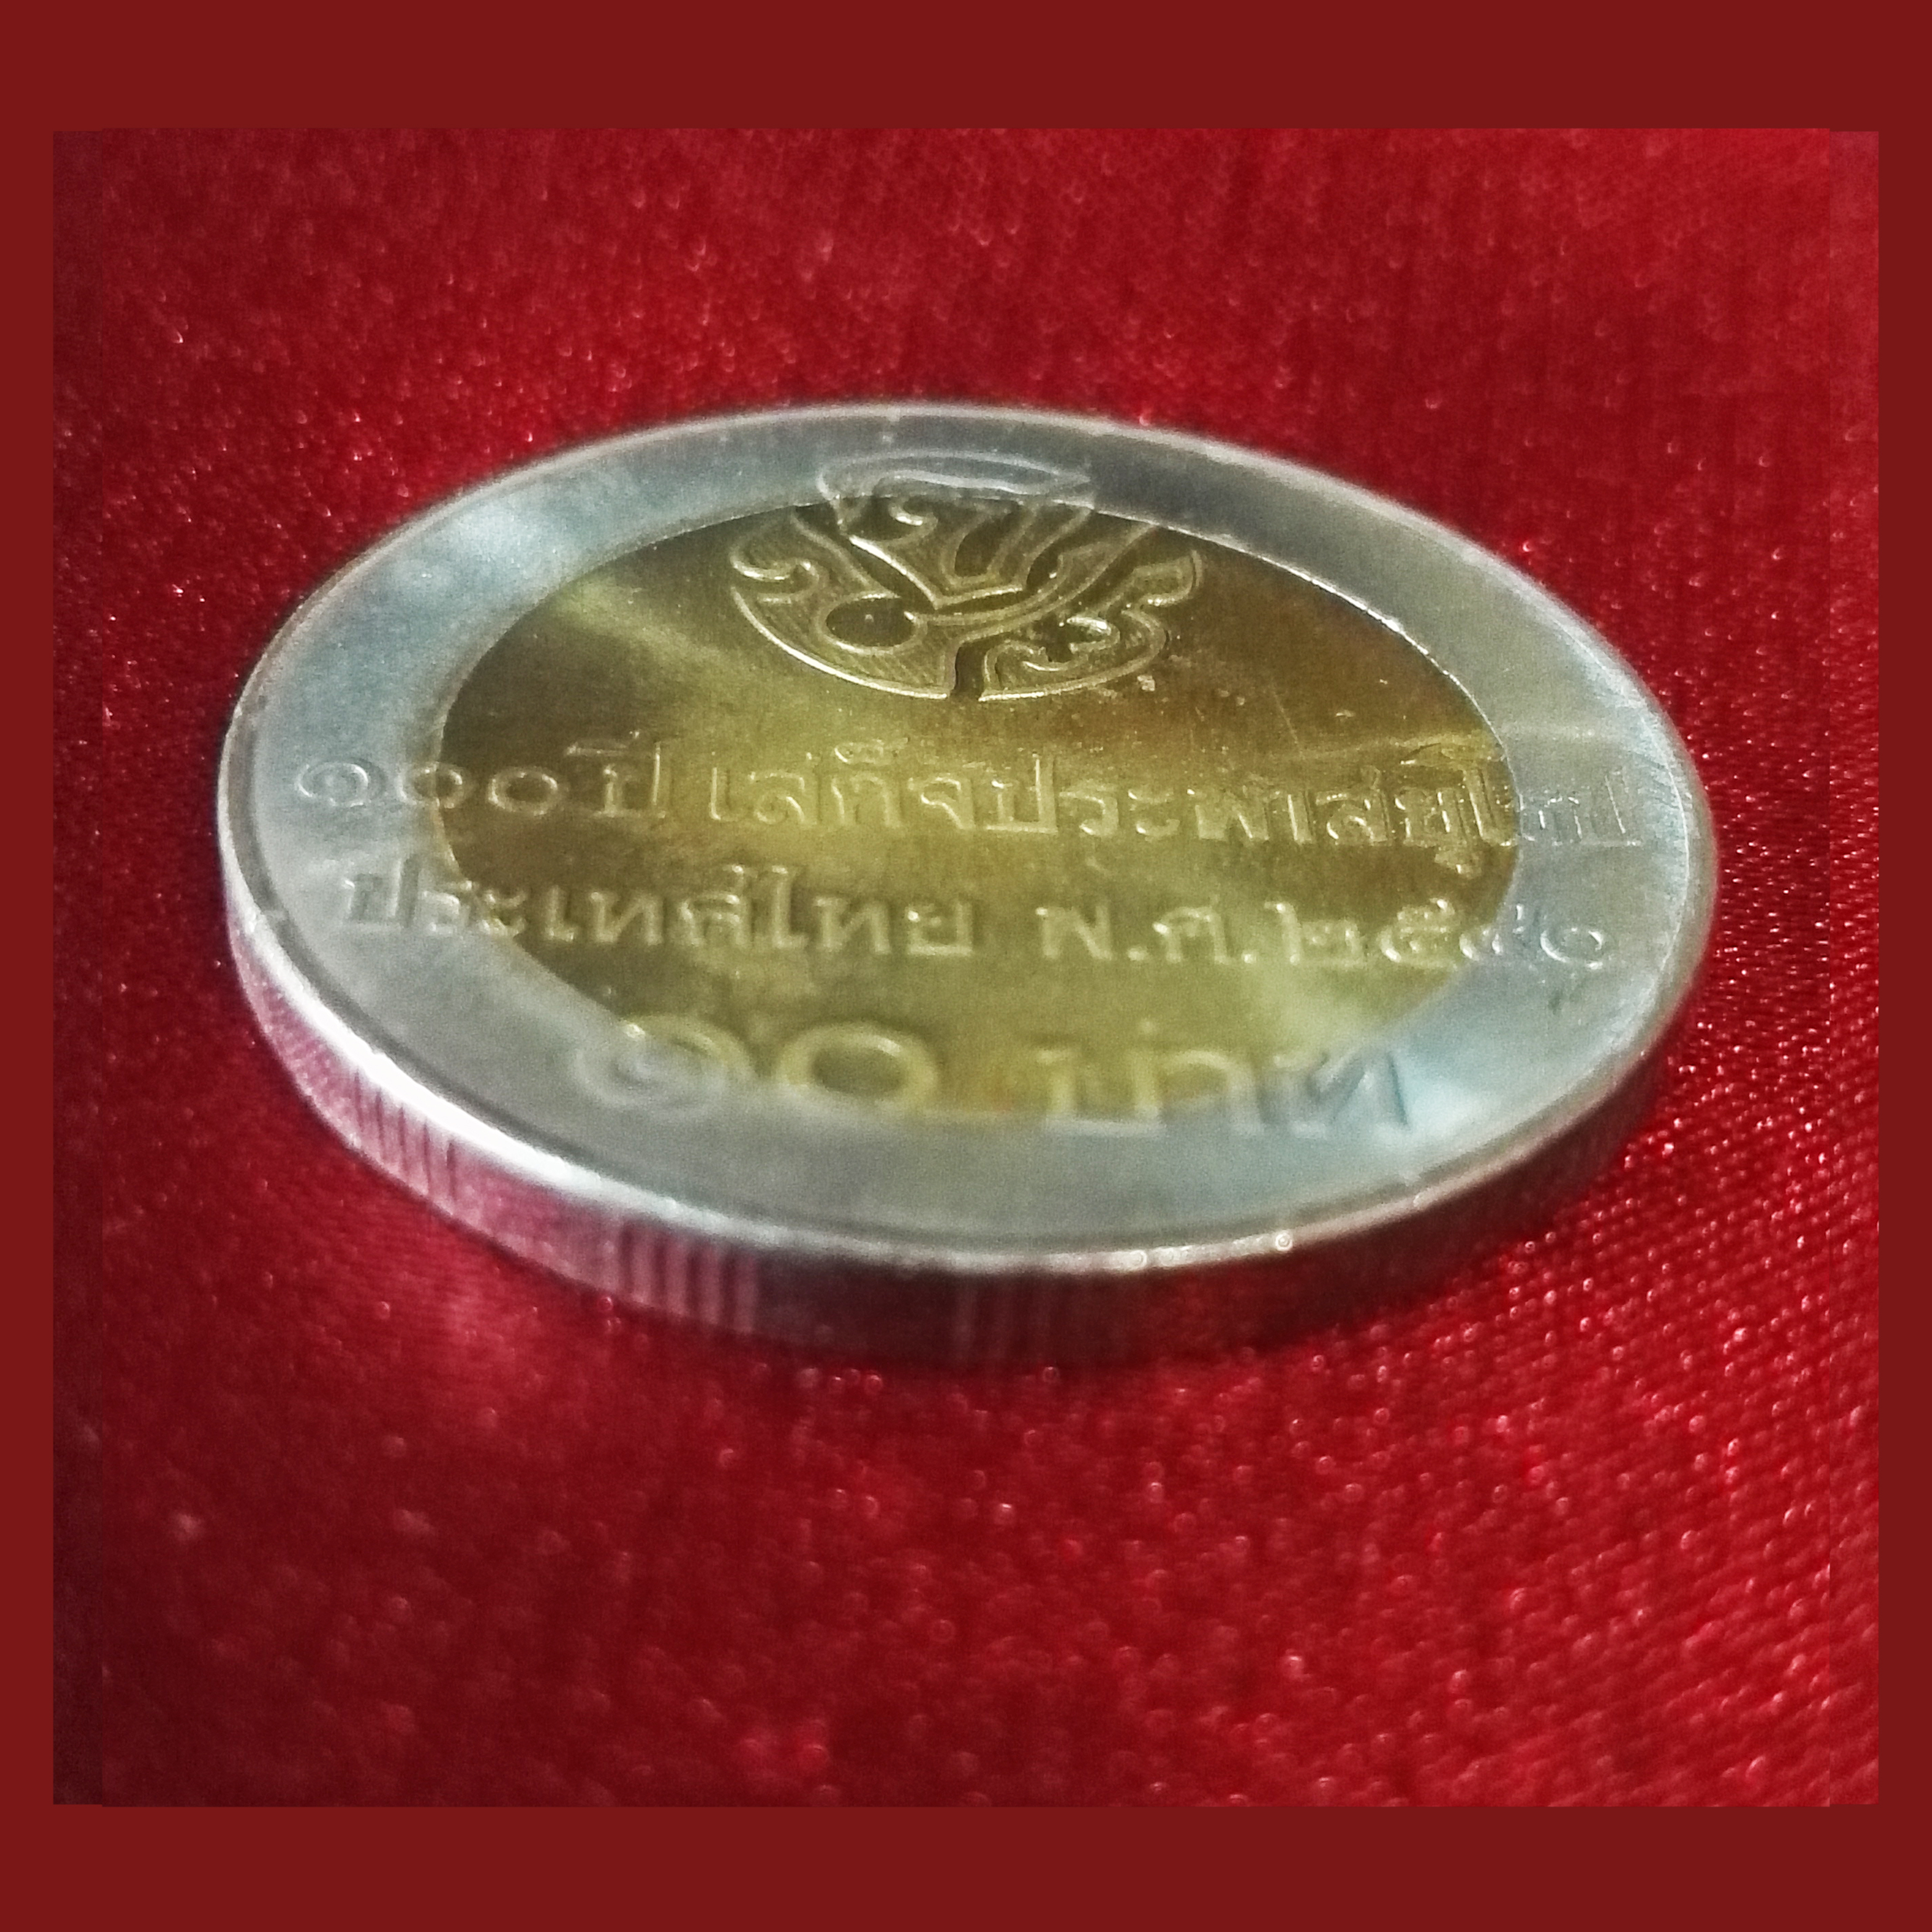 ๑๐๐ ปี เสด็จประพาสยุโรป
ประเทศไทย พ.ศ.๒๕๔๐
๑๐ บาท